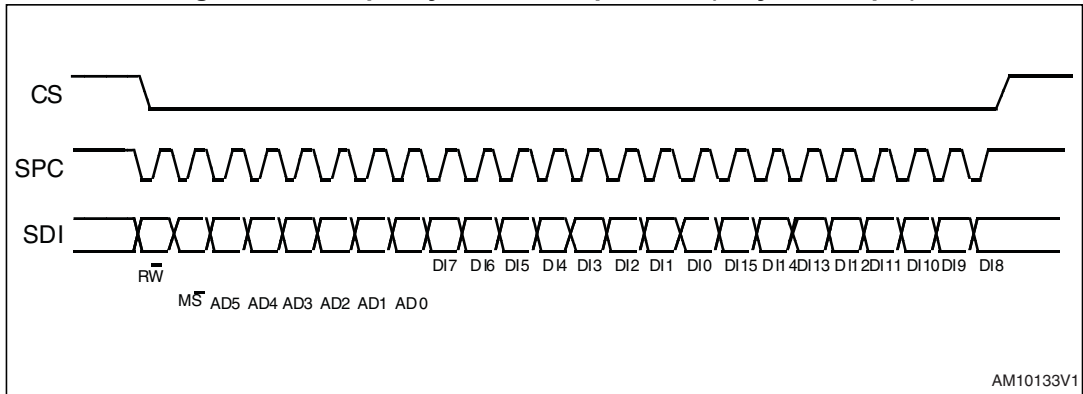 CS
SPC
SDI
DI7 DI6 DI5 DI4 DI3 DI2 DI1 DI0 DI15 DI14 DI13 DI12 DI11 DI10 DI9 DI8
RW̅
MS̅ AD5 AD4 AD3 AD2 AD1 AD0
AM10133V1